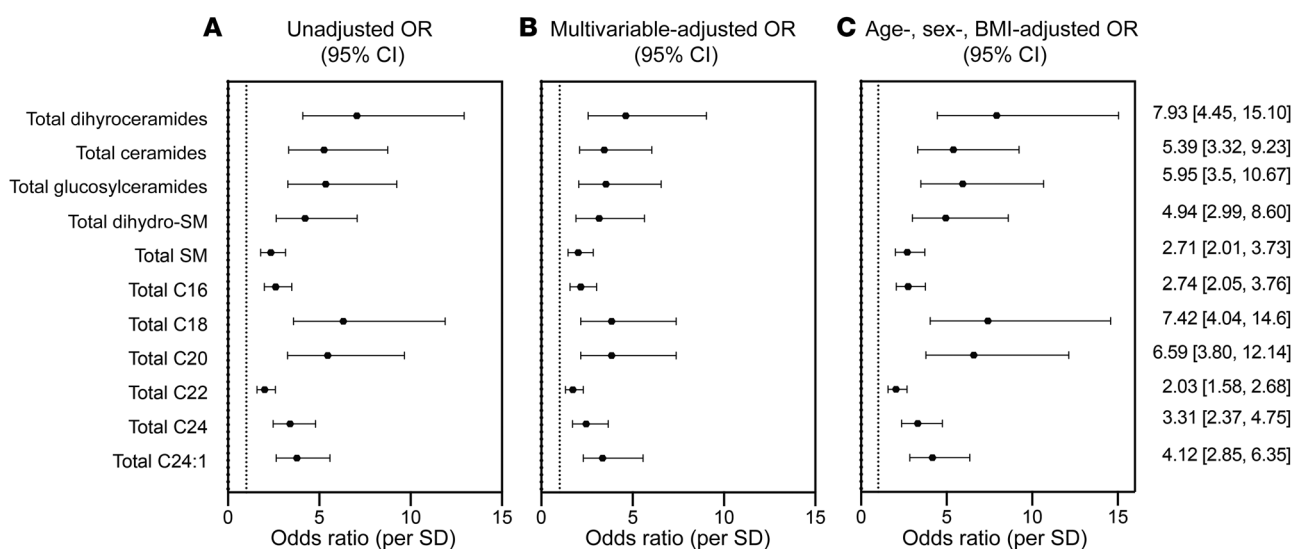 A Unadjusted OR
(95% CI)
B Multivariable-adjusted OR
(95% CI)
C Age-, sex-, BMI-adjusted OR
(95% CI)
Total dihyroceramides 7.93 [4.45, 15.10]
Total ceramides 5.39 [3.32, 9.23]
Total glucosylceramides 5.95 [3.5, 10.67]
Total dihydro-SM 4.94 [2.99, 8.60]
Total SM 2.71 [2.01, 3.73]
Total C16 2.74 [2.05, 3.76]
Total C18 7.42 [4.04, 14.6]
Total C20 6.59 [3.80, 12.14]
Total C22 2.03 [1.58, 2.68]
Total C24 3.31 [2.37, 4.75]
Total C24:1 4.12 [2.85, 6.35]
0 5 10 15
Odds ratio (per SD)
0 5 10 15
Odds ratio (per SD)
0 5 10 15
Odds ratio (per SD)